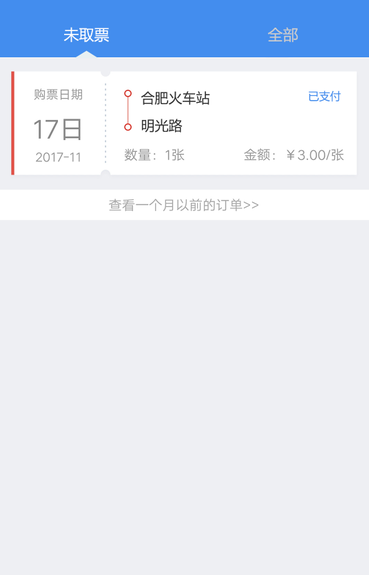 未取票
全部
购票日期
17日
2017-11
合肥火车站
已支付
明光路
数量：1张
金额：￥3.00/张
查看一个月以前的订单>>